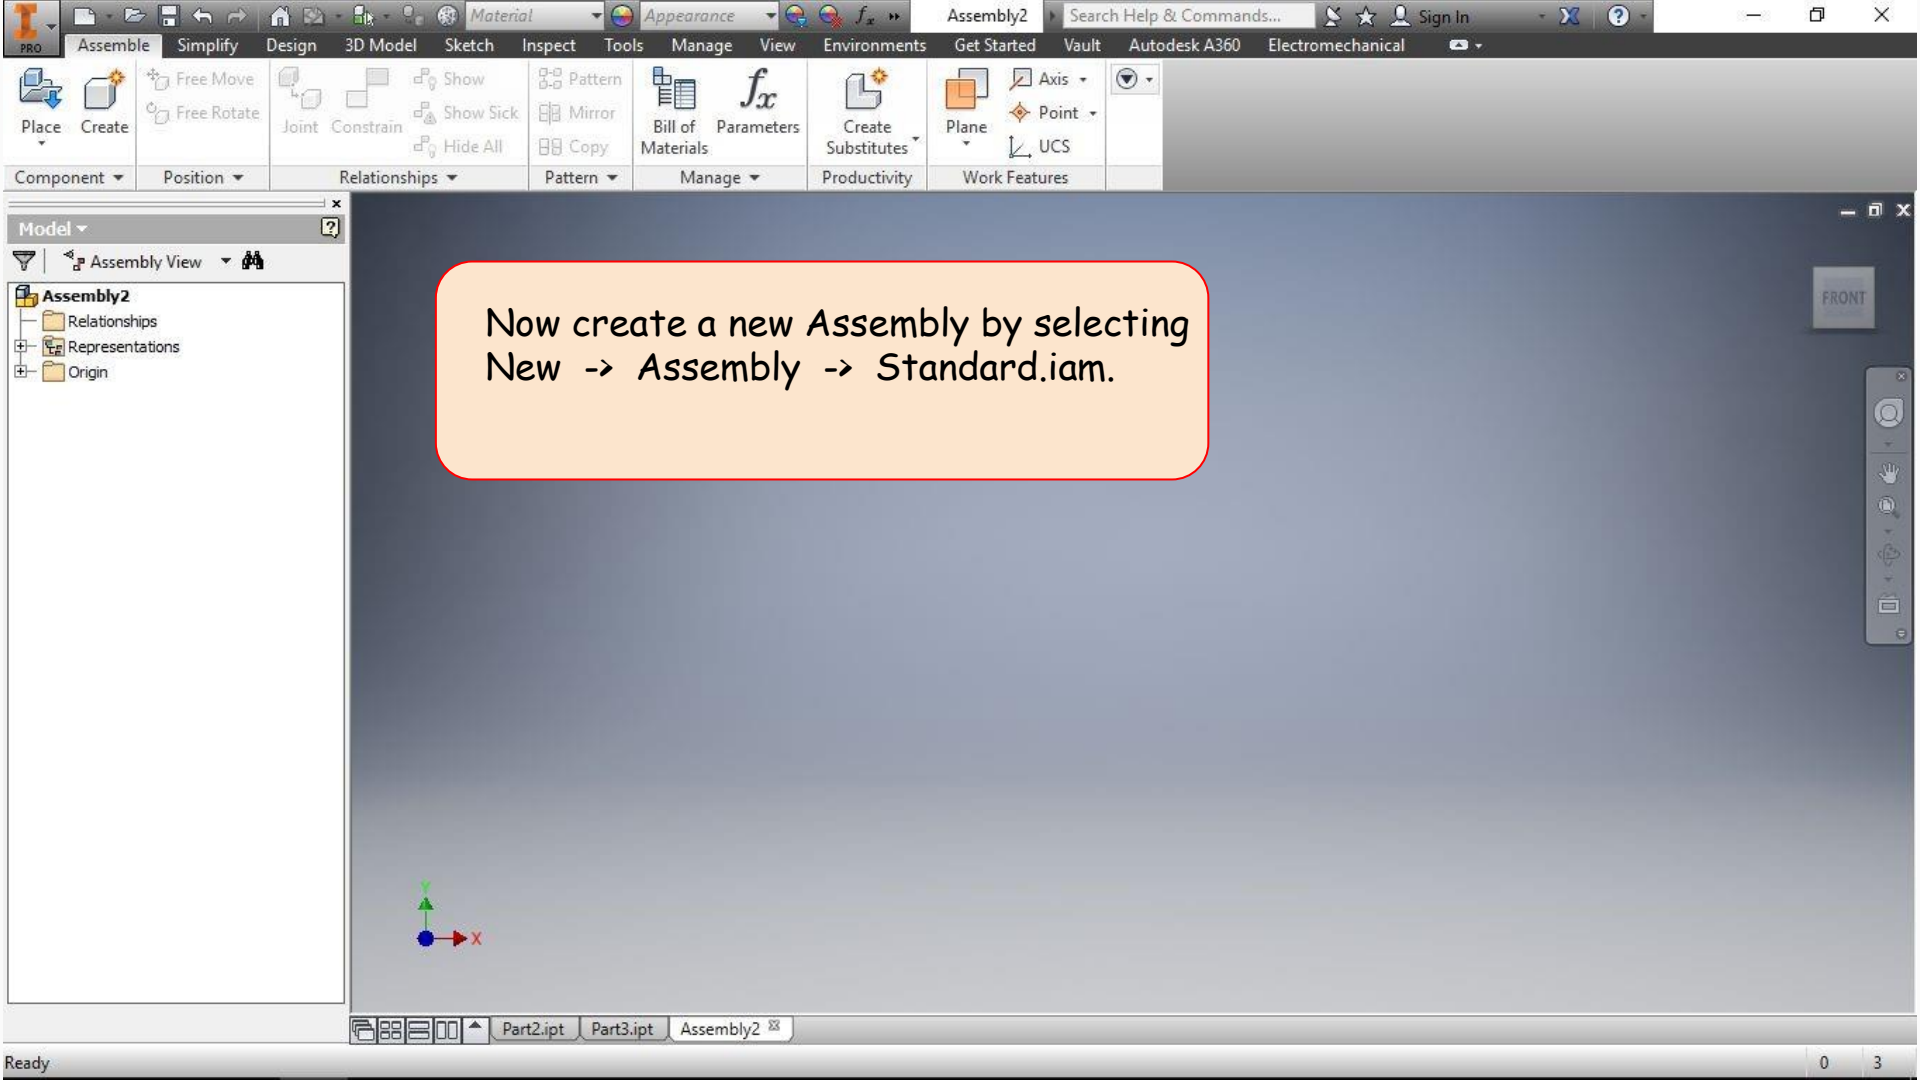 Material
Appearance
Assembly2
Search Help & Commands...
Sign In
PRO
Assemble Simplify Design 3D Model Sketch Inspect Tools Manage View Environments Get Started Vault Autodesk A360 Electromechanical
Place
Create
Free Move
Free Rotate
Joint
Constrain
Show
Show Sick
Hide All
Pattern
Mirror
Copy
Bill of
Materials
Parameters
Create
Substitutes
Plane
Axis
Point
UCS
Component Position Relationships Pattern Manage Productivity Work Features
Model
Assembly View
Assembly2
Relationships
Representations
Origin
Now create a new Assembly by selecting
New -> Assembly -> Standard.iam.
FRONT
Y
X
Part2.ipt Part3.ipt Assembly2
Ready
0 3